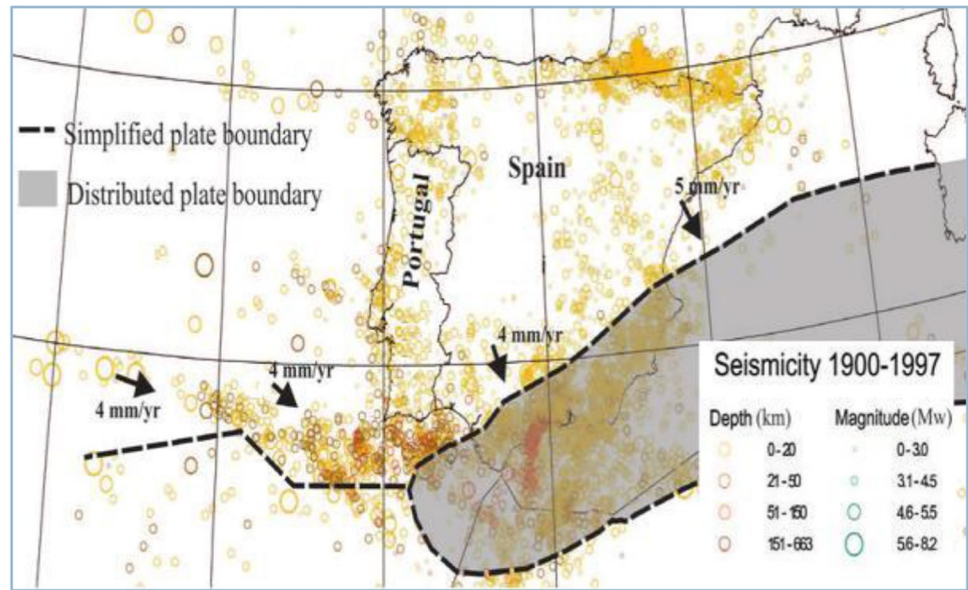 Simplified plate boundary
Distributed plate boundary
Spain
Portugal
5 mm/yr
4 mm/yr
4 mm/yr
4 mm/yr
Seismicity 1900-1997
Depth (km) Magnitude (Mw)
0-20 0-3.0
21-50 3.1-4.5
51-150 4.6-5.5
151-663 5.6-8.2